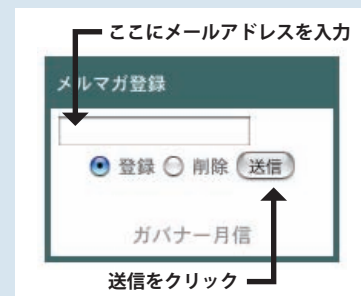 ここにメールアドレスを入力
メルマガ登録
登録 削除 送信
ガバナー月信
送信をクリック